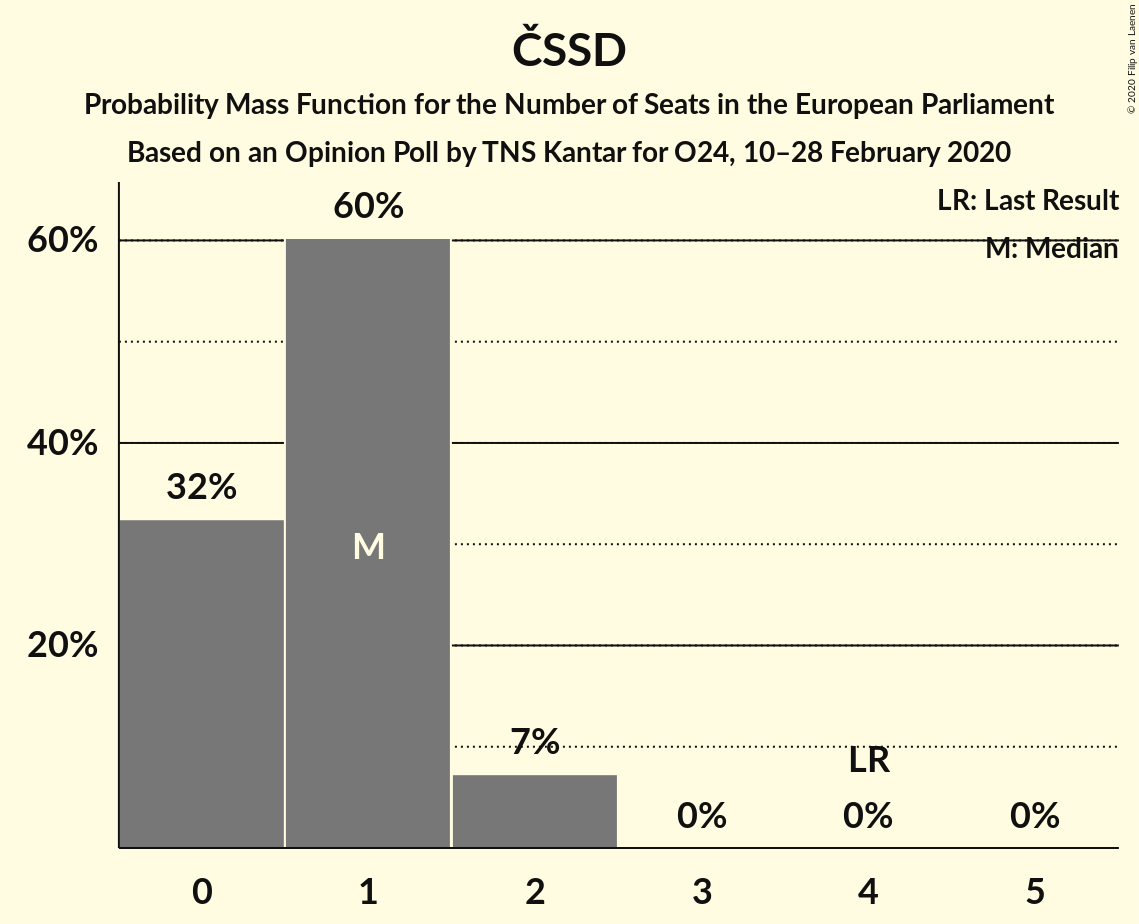 ČSSD
Probability Mass Function for the Number of Seats in the European Parliament
Based on an Opinion Poll by TNS Kantar for O24, 10–28 February 2020
© 2020 Filip van Laenen
LR: Last Result
M: Median
60%
40%
20%
32%
60%
M
7%
0%
LR
0%
0%
0 1 2 3 4 5